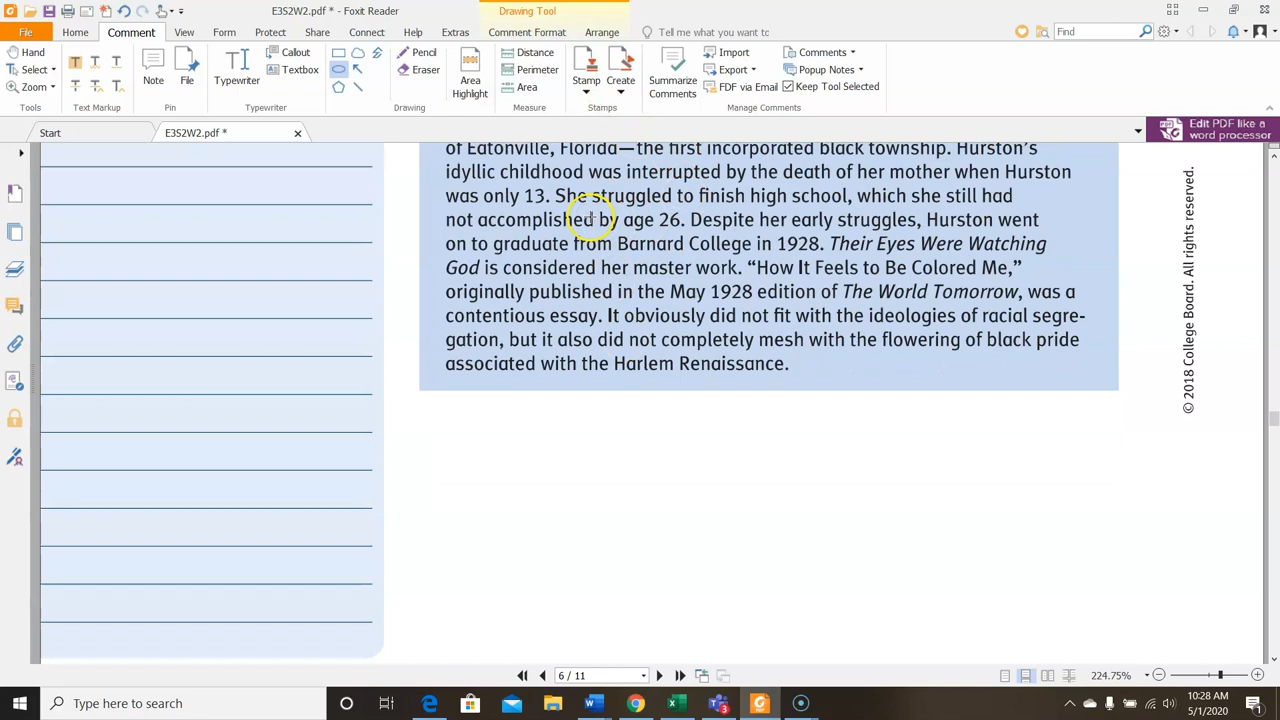 E3S2W2.pdf * - Foxit Reader
Drawing Tool
File Home Comment View Form Protect Share Connect Help Extras Comment Format Arrange Tell me what you want tc Find
Hand
Select
Zoom
Tools
Text Markup
Note
File
Pin
Typewriter
Callout
Textbox
Typewriter
Pencil
Eraser
Drawing
Area
Highlight
Distance
Perimeter
Area
Measure
Stamp
Create
Stamps
Summarize
Comments
Import
Export
FDF via Email
Comments
Popup Notes
Keep Tool Selected
Manage Comments
Start
E3S2W2.pdf *
Edit PDF like a
word processor
of Eatonville, Florida—the first incorporated black township. Hurston's
idyllic childhood was interrupted by the death of her mother when Hurston
was only 13. She struggled to finish high school, which she still had
not accomplished by age 26. Despite her early struggles, Hurston went
on to graduate from Barnard College in 1928. Their Eyes Were Watching
God is considered her master work. “How It Feels to Be Colored Me,”
originally published in the May 1928 edition of The World Tomorrow, was a
contentious essay. It obviously did not fit with the ideologies of racial segre-
gation, but it also did not completely mesh with the flowering of black pride
associated with the Harlem Renaissance.
© 2018 College Board. All rights reserved.
6 / 11
224.75%
Type here to search
10:28 AM
5/1/2020